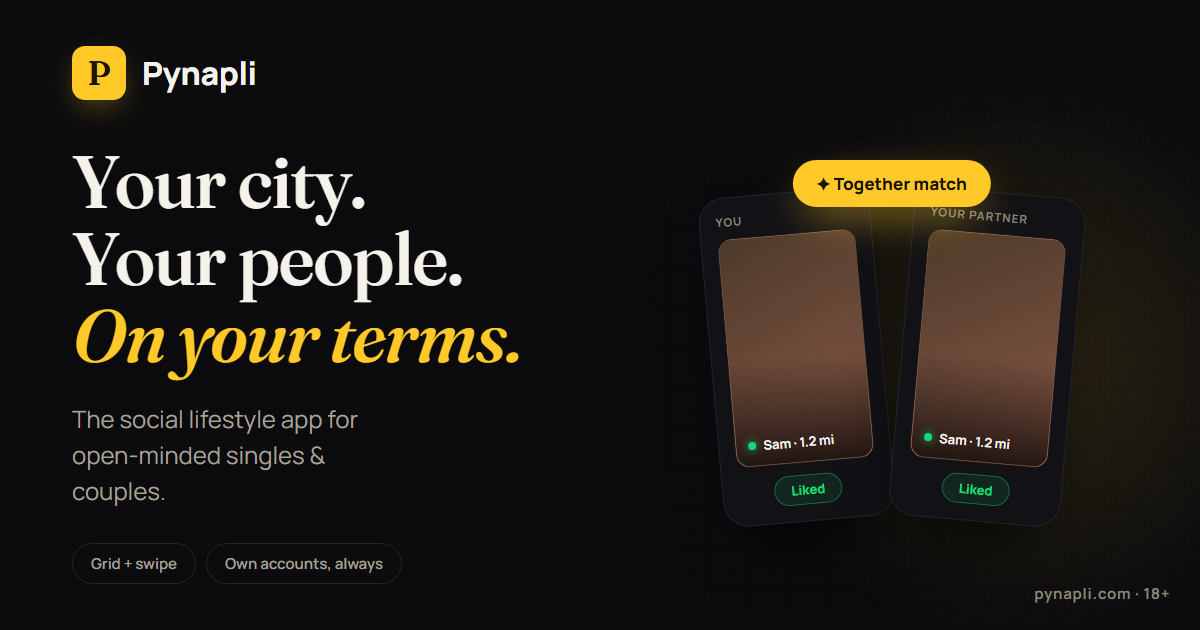 P
Pynapli
Your city.
Your people.
On your terms.
The social lifestyle app for
open-minded singles &
couples.
Grid + swipe
Own accounts, always
✦ Together match
YOU
YOUR PARTNER
Sam · 1.2 mi
Sam · 1.2 mi
Liked
Liked
pynapli.com · 18+